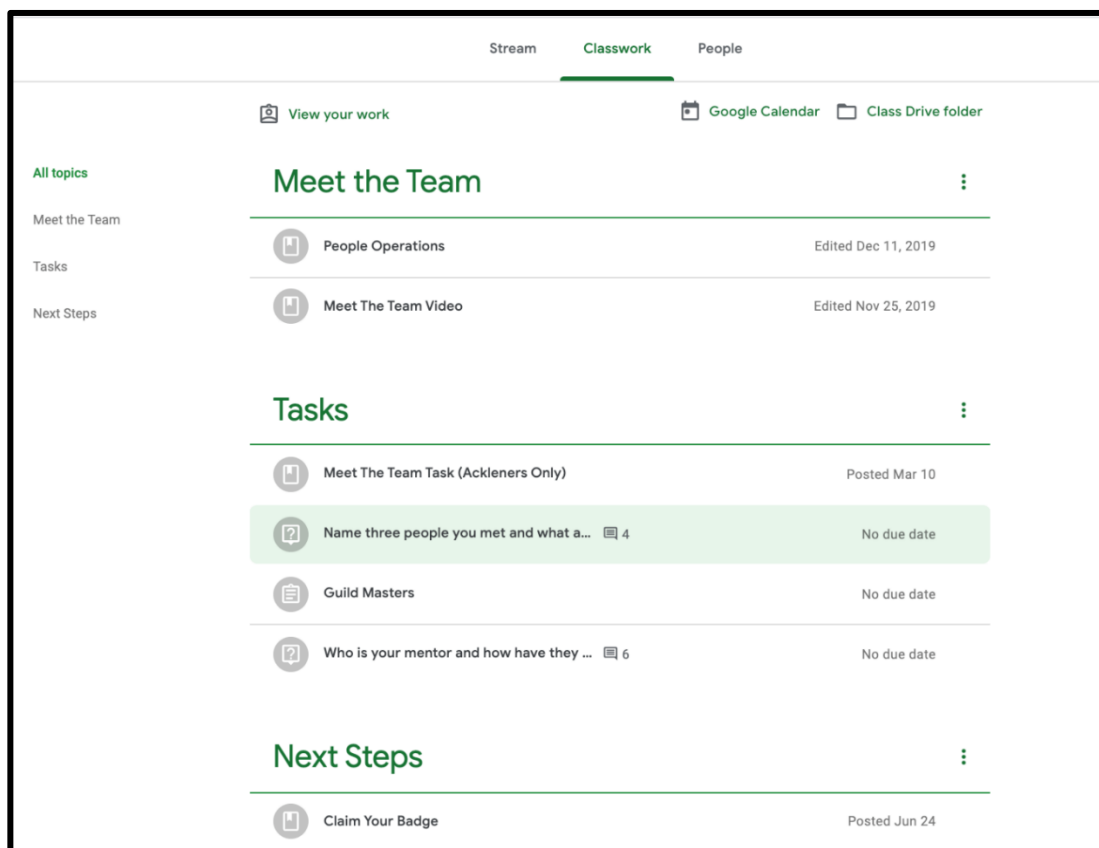 Stream Classwork People
View your work Google Calendar Class Drive folder
All topics
Meet the Team
Tasks
Next Steps
Meet the Team
People Operations Edited Dec 11, 2019
Meet The Team Video Edited Nov 25, 2019
Tasks
Meet The Team Task (Ackleners Only) Posted Mar 10
Name three people you met and what a... 4 No due date
Guild Masters No due date
Who is your mentor and how have they ... 6 No due date
Next Steps
Claim Your Badge Posted Jun 24